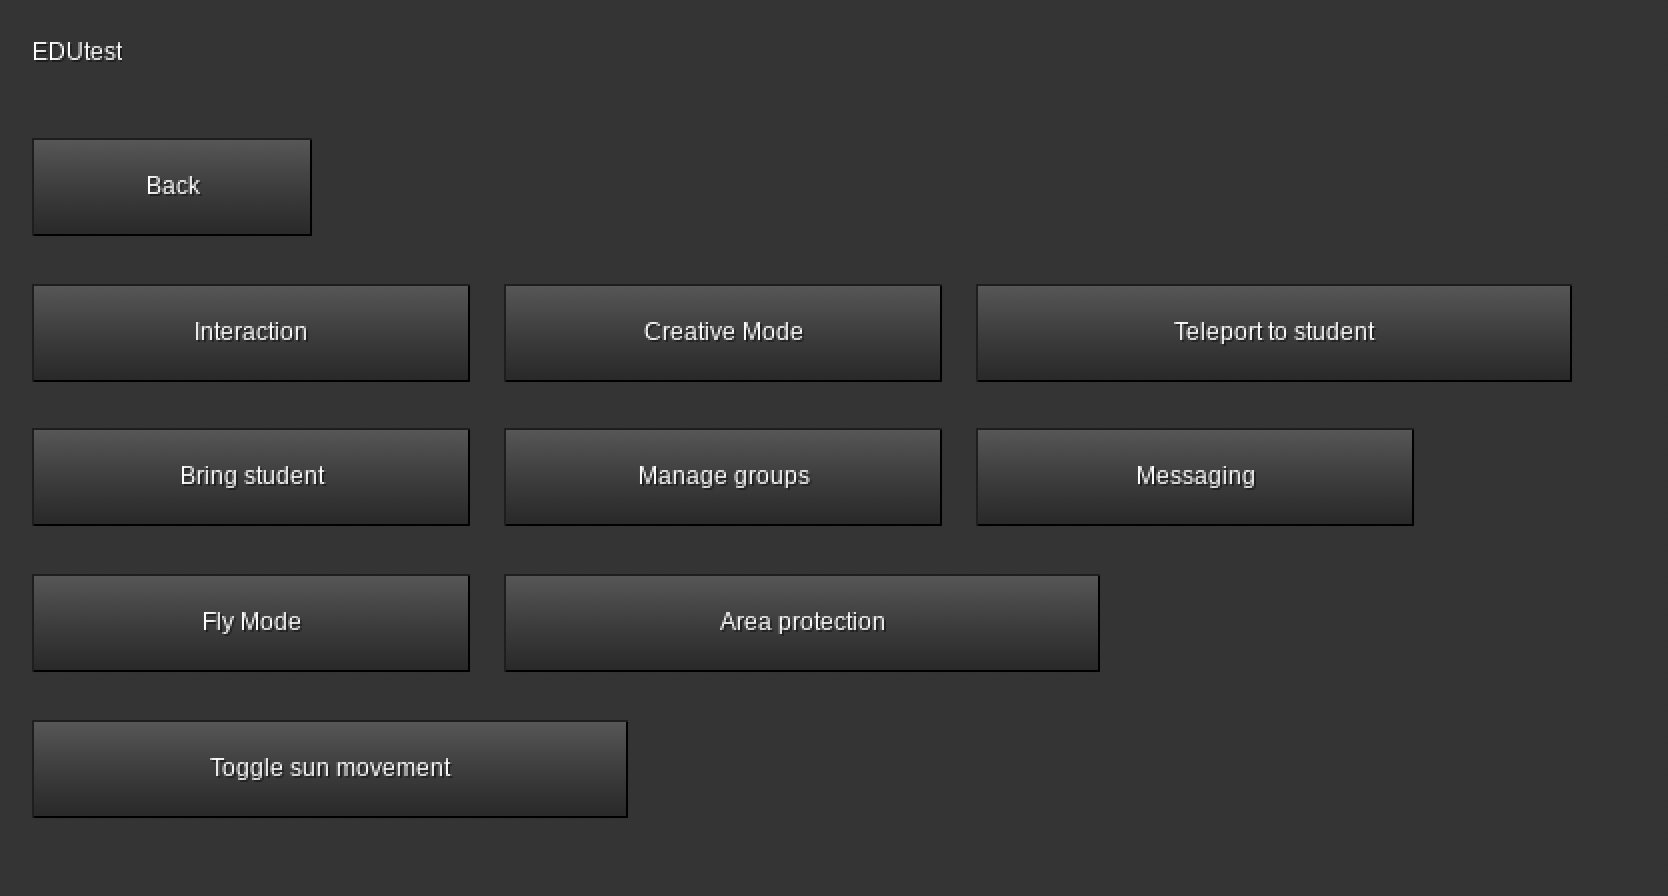 EDUtest
Back
Interaction
Creative Mode
Teleport to student
Bring student
Manage groups
Messaging
Fly Mode
Area protection
Toggle sun movement